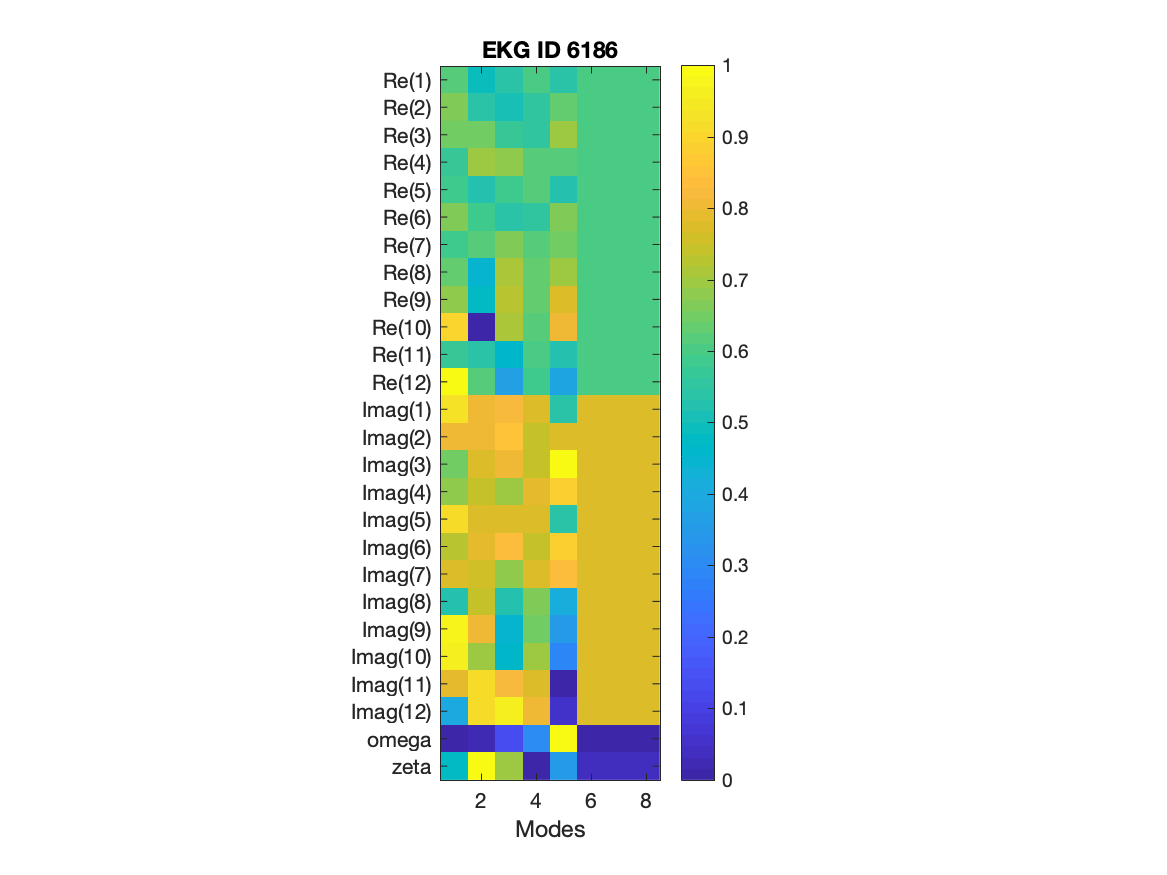 EKG ID 6186
Re(1)
Re(2)
Re(3)
Re(4)
Re(5)
Re(6)
Re(7)
Re(8)
Re(9)
Re(10)
Re(11)
Re(12)
Imag(1)
Imag(2)
Imag(3)
Imag(4)
Imag(5)
Imag(6)
Imag(7)
Imag(8)
Imag(9)
Imag(10)
Imag(11)
Imag(12)
omega
zeta
2 4 6 8
Modes
1
0.9
0.8
0.7
0.6
0.5
0.4
0.3
0.2
0.1
0